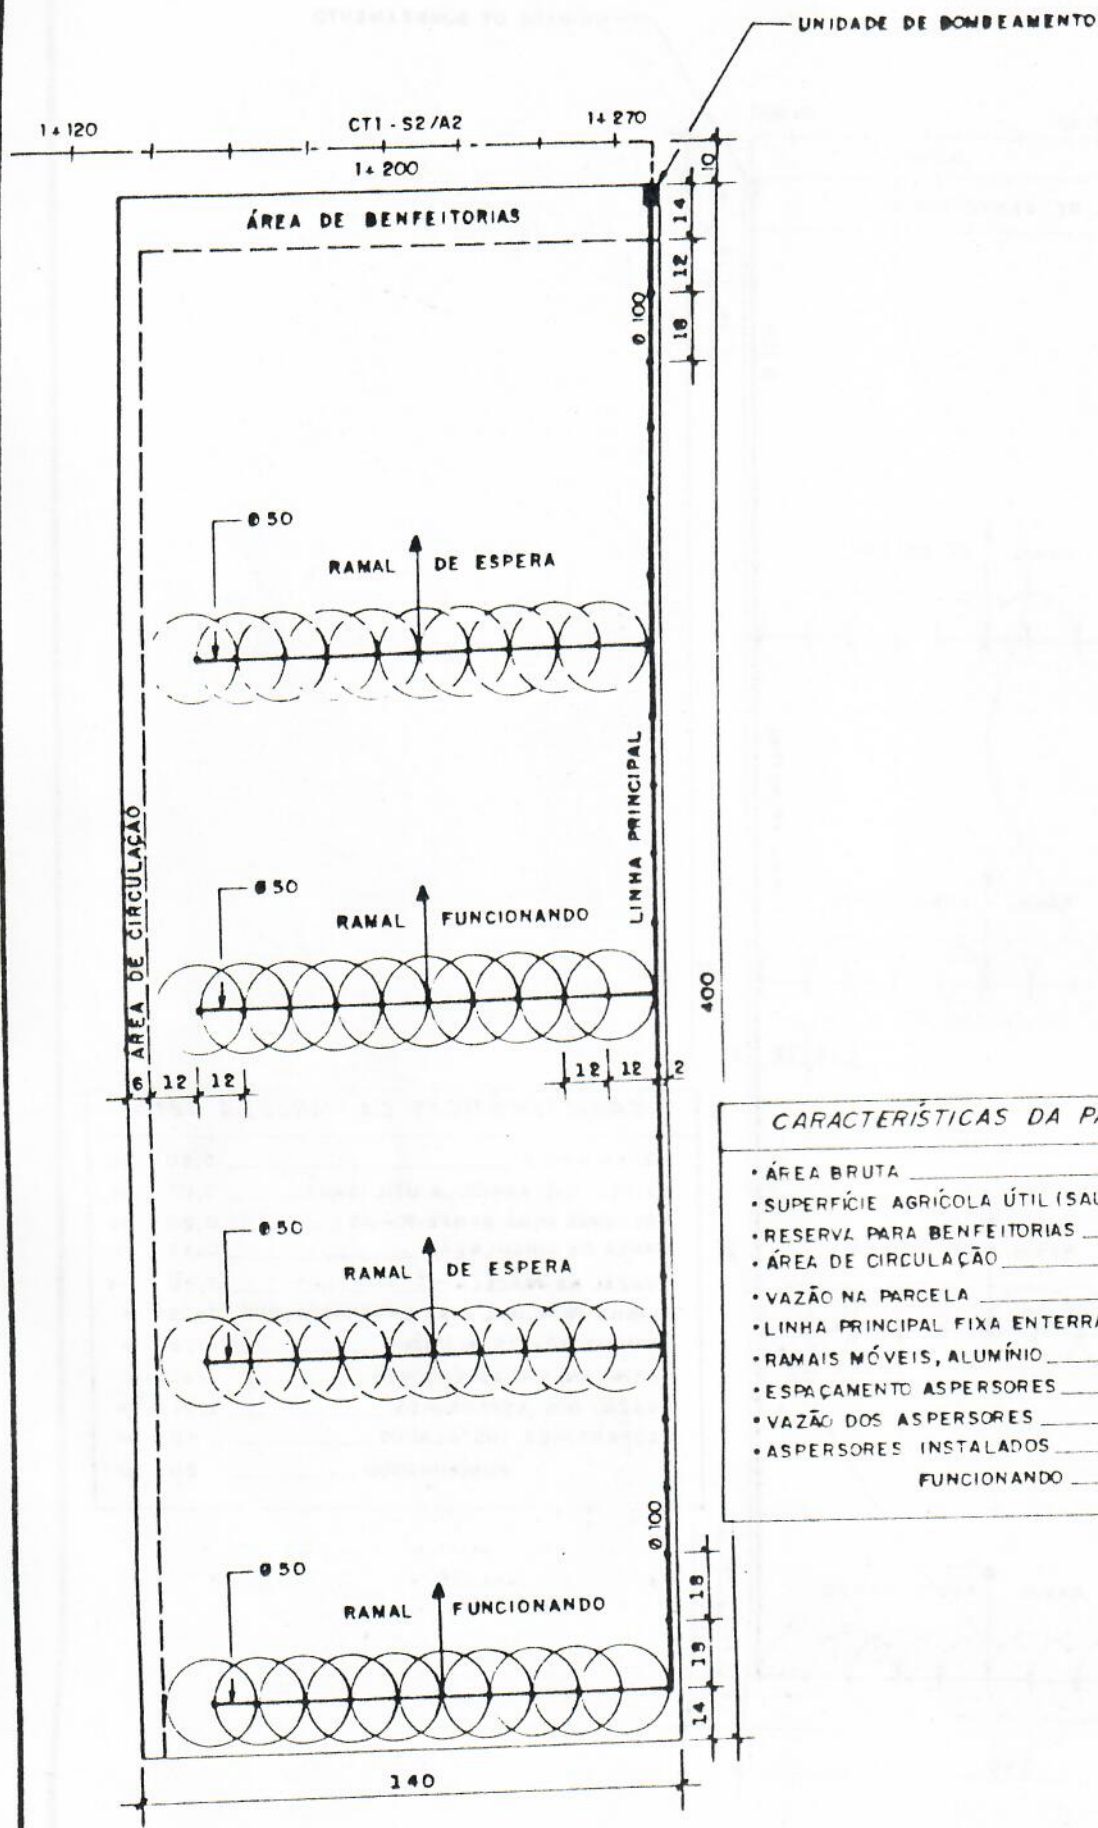 UNIDADE DE BOMBEAMENTO
1+120
CT1 - S2/A2
1+270
1+200
10
ÁREA DE BENFEITORIAS
14
12
Ø 100
18
Ø 50
RAMAL DE ESPERA
LINHA PRINCIPAL
ÁREA DE CIRCULAÇÃO
Ø 50
RAMAL FUNCIONANDO
400
6 12 12
12 12 2
CARACTERÍSTICAS DA PA
• ÁREA BRUTA
• SUPERFÍCIE AGRÍCOLA ÚTIL (SAU
• RESERVA PARA BENFEITORIAS
• ÁREA DE CIRCULAÇÃO
• VAZÃO NA PARCELA
• LINHA PRINCIPAL FIXA ENTERRA
• RAMAIS MÓVEIS, ALUMÍNIO
• ESPAÇAMENTO ASPERSORES
• VAZÃO DOS ASPERSORES
• ASPERSORES INSTALADOS
FUNCIONANDO
Ø 50
RAMAL DE ESPERA
Ø 100
Ø 50
RAMAL FUNCIONANDO
18
18
14
140